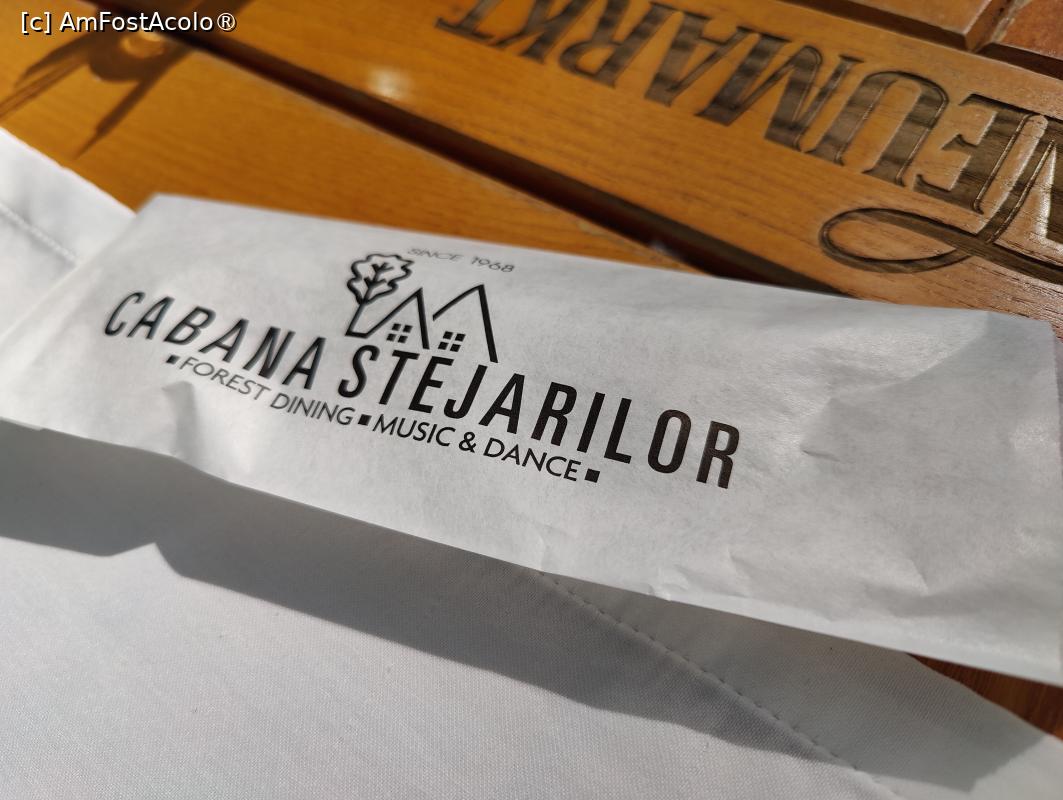 [c] AmFostAcolo®
NEUMARKT
SINCE 1968
CABANA STEJARILOR
▪FOREST DINING▪MUSIC & DANCE▪